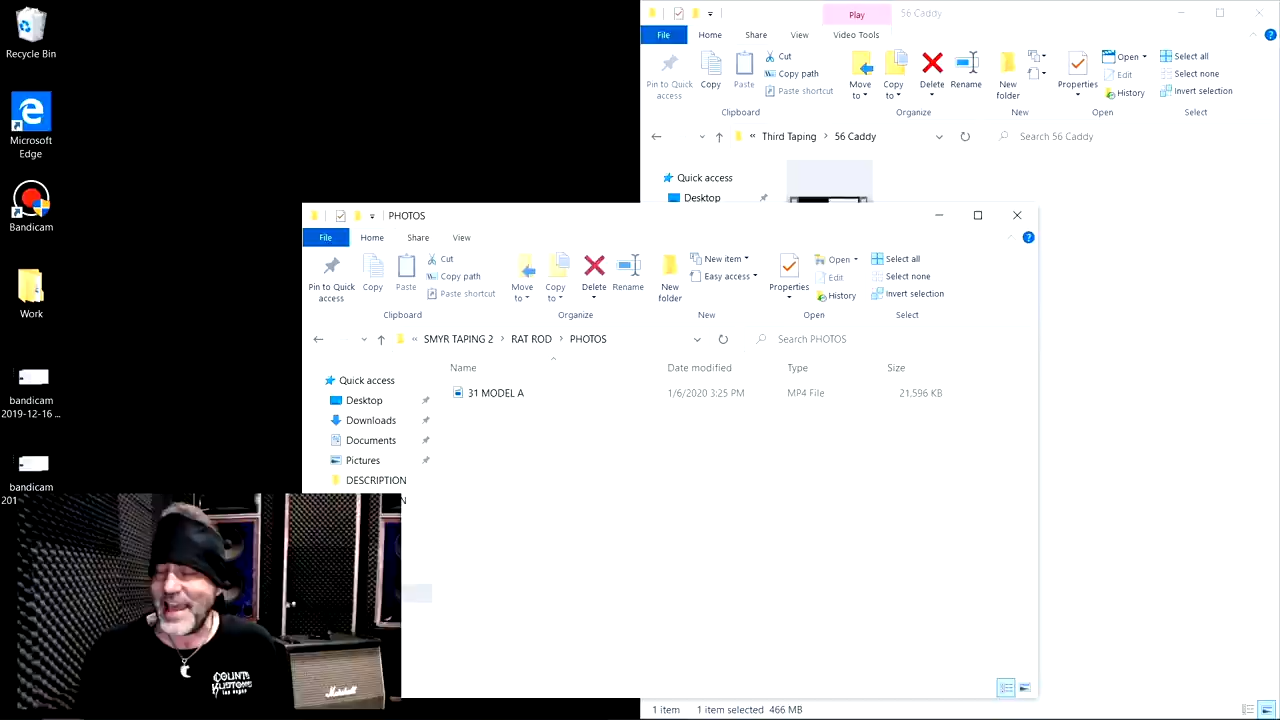 Recycle Bin
Microsoft
Edge
Bandicam
Work
bandicam
2019-12-16 ...
bandicam
201
Play
56 Caddy
File
Home
Share
View
Video Tools
Pin to Quick
access
Copy
Paste
Cut
Copy path
Paste shortcut
Clipboard
Move
to
Copy
to
Delete
Rename
Organize
New
folder
New
Properties
Open
Edit
History
Open
Select all
Select none
Invert selection
Select
« Third Taping > 56 Caddy
Search 56 Caddy
Quick access
Desktop
PHOTOS
File
Home
Share
View
Pin to Quick
access
Copy
Paste
Cut
Copy path
Paste shortcut
Clipboard
Move
to
Copy
to
Delete
Rename
Organize
New
folder
New item
Easy access
New
Properties
Open
Edit
History
Open
Select all
Select none
Invert selection
Select
« SMYR TAPING 2 > RAT ROD > PHOTOS
Search PHOTOS
Name
Date modified
Type
Size
31 MODEL A
1/6/2020 3:25 PM
MP4 File
21,596 KB
Quick access
Desktop
Downloads
Documents
Pictures
DESCRIPTION
N
COUNTS
KUSTOMS
las vegas
Marshall
1 item
1 item selected 466 MB